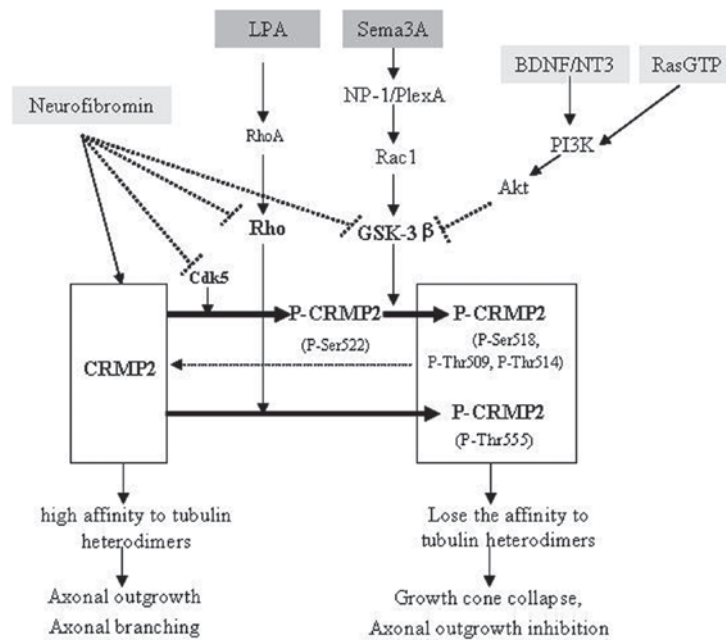 LPA
Sema3A
BDNF/NT3
RasGTP
Neurofibromin
NP-1/PlexA
RhoA
PI3K
Rac1
Akt
Rho
GSK-3 β
Cdk5
P-CRMP2
P-CRMP2
(P-Ser522)
(P-Ser518,
P-Thr509, P-Thr514)
CRMP2
P-CRMP2
(P-Thr555)
high affinity to tubulin
heterodimers
Lose the affinity to
tubulin heterodimers
Axonal outgrowth
Axonal branching
Growth cone collapse,
Axonal outgrowth inhibition